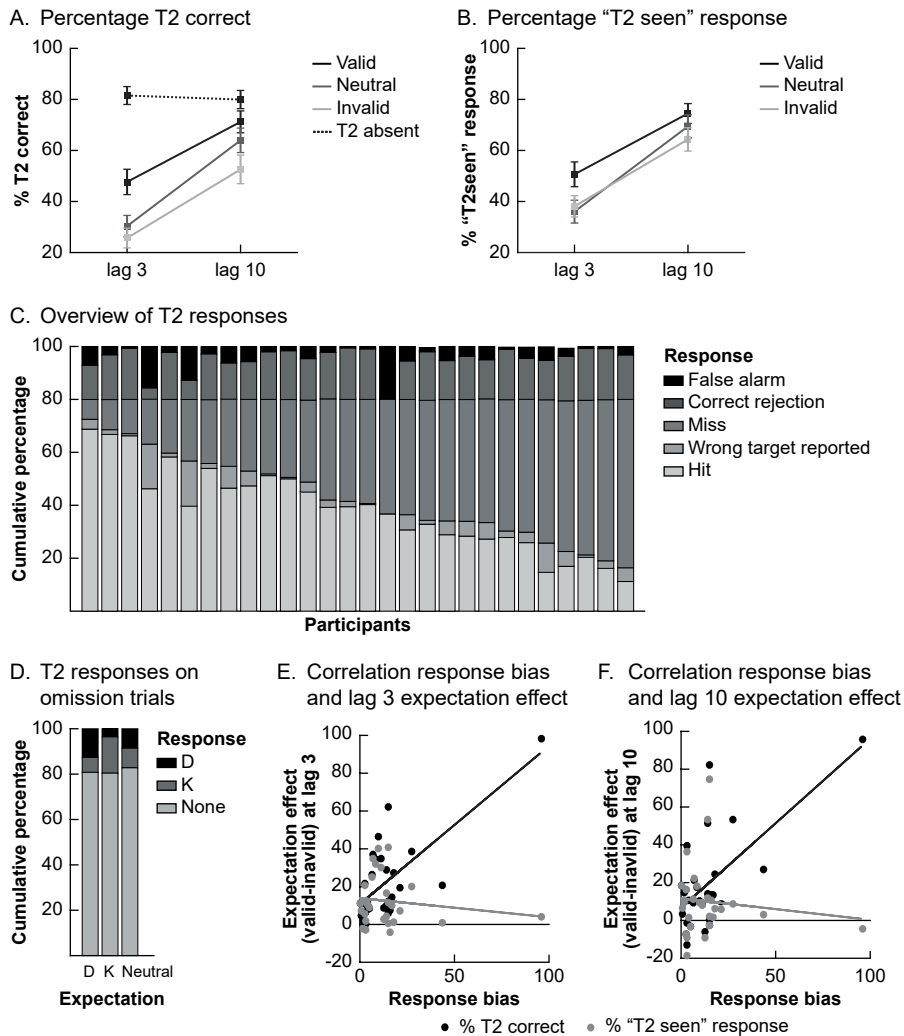 A. Percentage T2 correct
% T2 correct
100
80
60
40
20
lag 3
lag 10
Valid
Neutral
Invalid
T2 absent
B. Percentage “T2 seen” response
% “T2seen” response
100
80
60
40
20
lag 3
lag 10
Valid
Neutral
Invalid
C. Overview of T2 responses
Cumulative percentage
100
80
60
40
20
Participants
Response
False alarm
Correct rejection
Miss
Wrong target reported
Hit
D. T2 responses on
omission trials
Cumulative percentage
100
80
60
40
20
D K Neutral
Expectation
Response
D
K
None
E. Correlation response bias
and lag 3 expectation effect
Expectation effect
(valid-inavlid) at lag 3
100
80
60
40
20
0
-20
0
50
100
Response bias
F. Correlation response bias
and lag 10 expectation effect
Expectation effect
(valid-inavlid) at lag 10
100
80
60
40
20
0
-20
0
50
100
Response bias
% T2 correct
% “T2 seen” response